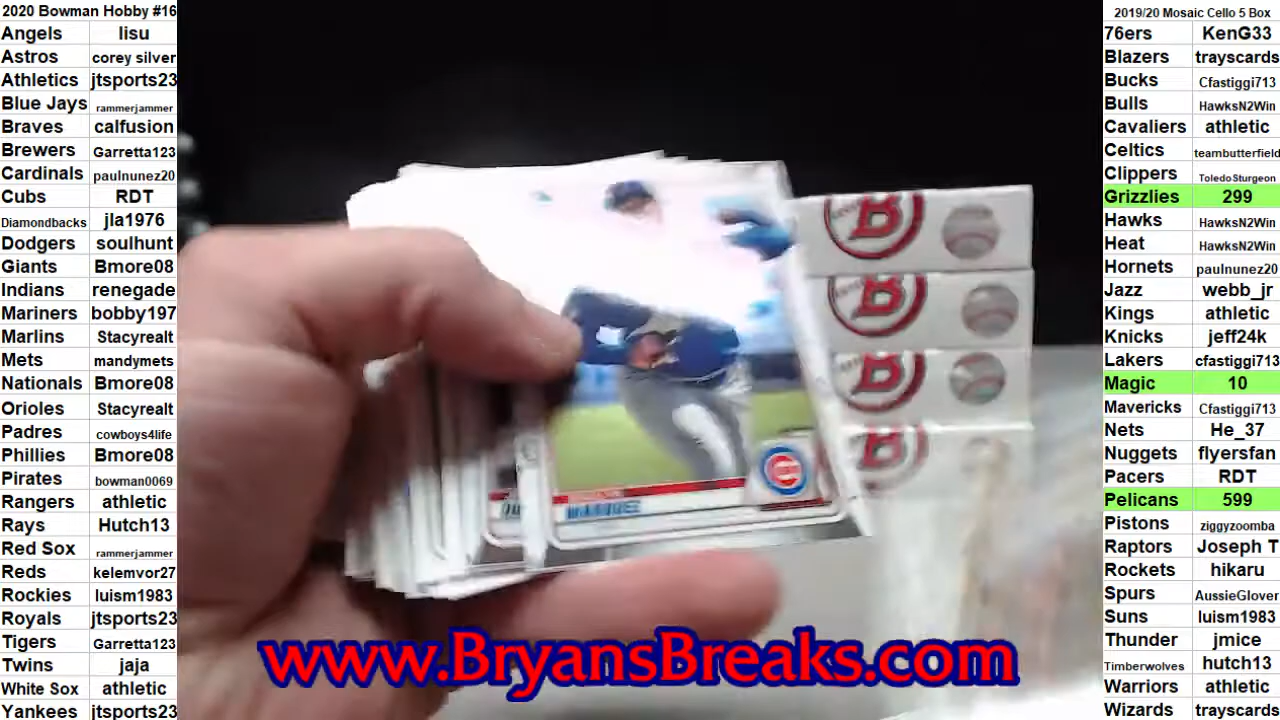 2020 Bowman Hobby #16
Angels lisu
Astros corey silver
Athletics jtsports23
Blue Jays rammerjammer
Braves calfusion
Brewers Garretta123
Cardinals paulnunez20
Cubs RDT
Diamondbacks jla1976
Dodgers soulhunt
Giants Bmore08
Indians renegade
Mariners bobby197
Marlins Stacyrealt
Mets mandymets
Nationals Bmore08
Orioles Stacyrealt
Padres cowboys4life
Phillies Bmore08
Pirates bowman0069
Rangers athletic
Rays Hutch13
Red Sox rammerjammer
Reds kelemvor27
Rockies luism1983
Royals jtsports23
Tigers Garretta123
Twins jaja
White Sox athletic
Yankees jtsports23
B
B
B
B
MARQUEZ
www.BryansBreaks.com
2019/20 Mosaic Cello 5 Box
76ers KenG33
Blazers trayscards
Bucks Cfastiggi713
Bulls HawksN2Win
Cavaliers athletic
Celtics teambutterfield
Clippers ToledoSturgeon
Grizzlies 299
Hawks HawksN2Win
Heat HawksN2Win
Hornets paulnunez20
Jazz webb_jr
Kings athletic
Knicks jeff24k
Lakers cfastiggi713
Magic 10
Mavericks Cfastiggi713
Nets He_37
Nuggets flyersfan
Pacers RDT
Pelicans 599
Pistons ziggyzoomba
Raptors Joseph T
Rockets hikaru
Spurs AussieGlover
Suns luism1983
Thunder jmice
Timberwolves hutch13
Warriors athletic
Wizards trayscards